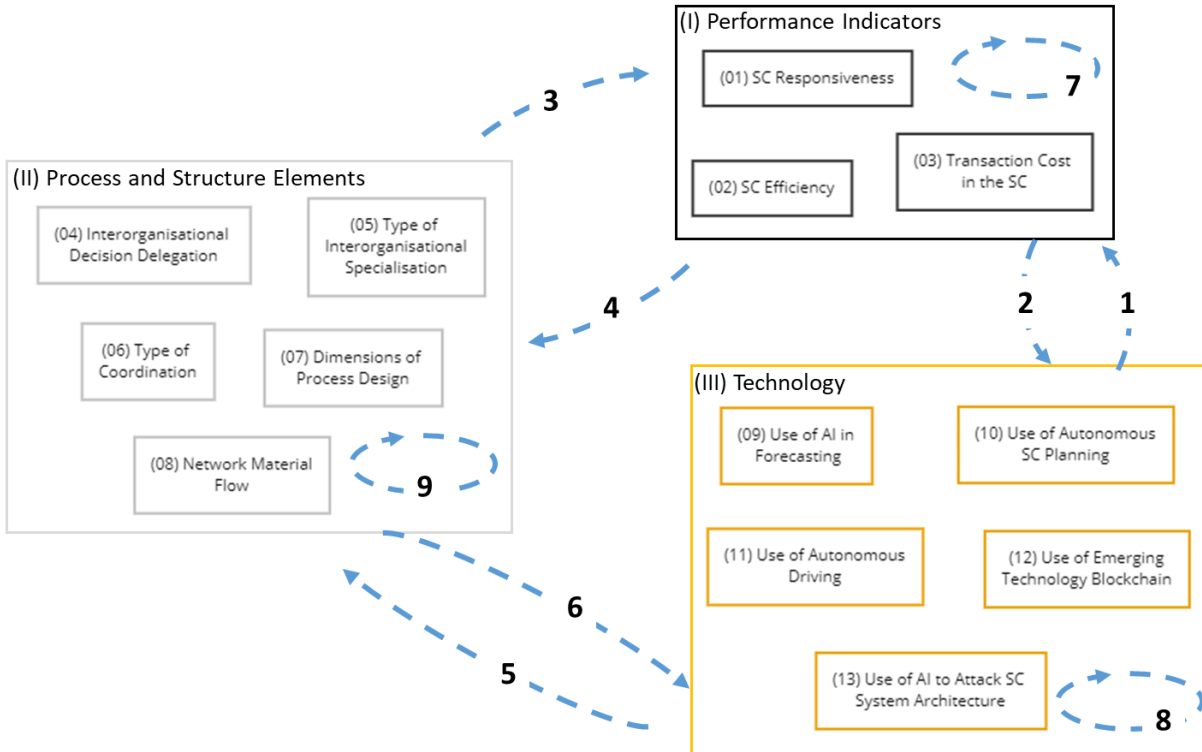 (I) Performance Indicators
(01) SC Responsiveness
7
3
(02) SC Efficiency
(03) Transaction Cost
in the SC
(II) Process and Structure Elements
(04) Interorganisational
Decision Delegation
(05) Type of
Interorganisational
Specialisation
4
2
1
(06) Type of
Coordination
(07) Dimensions of
Process Design
(08) Network Material
Flow
9
(III) Technology
(09) Use of AI in
Forecasting
(10) Use of Autonomous
SC Planning
(11) Use of Autonomous
Driving
(12) Use of Emerging
Technology Blockchain
6
5
(13) Use of AI to Attack SC
System Architecture
8